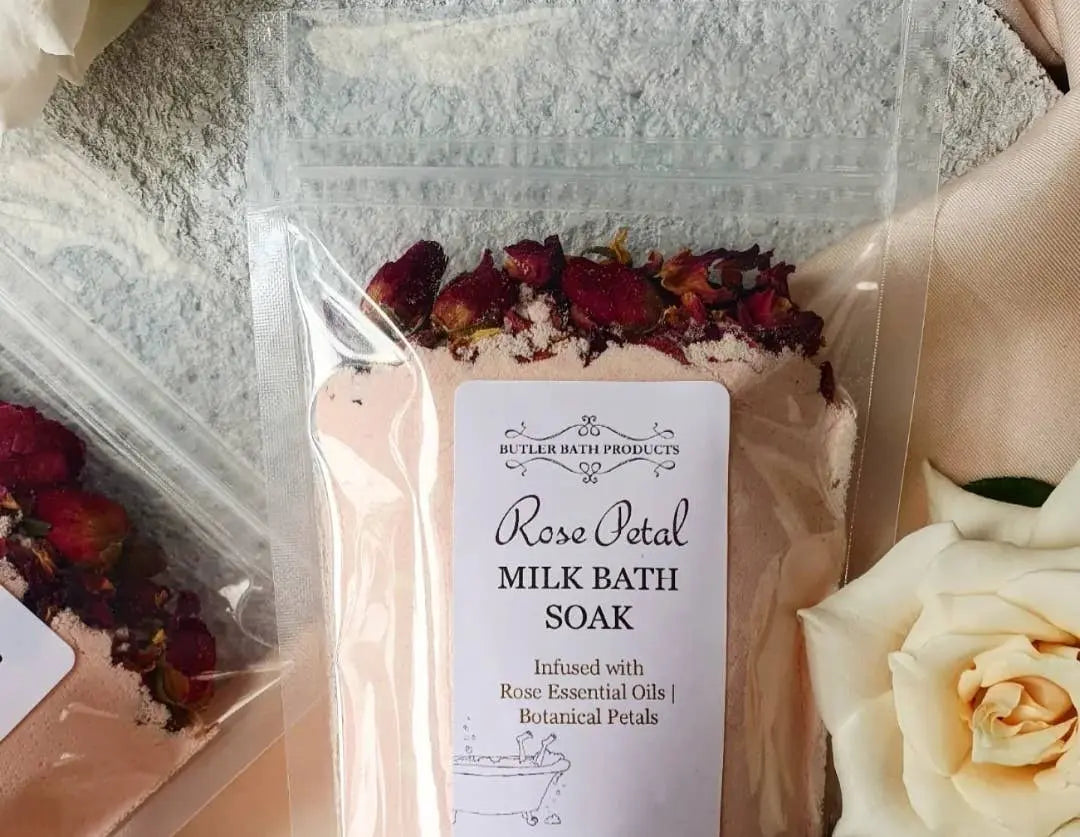 BUTLER BATH PRODUCTS
Rose Petal
MILK BATH
SOAK
Infused with
Rose Essential Oils |
Botanical Petals